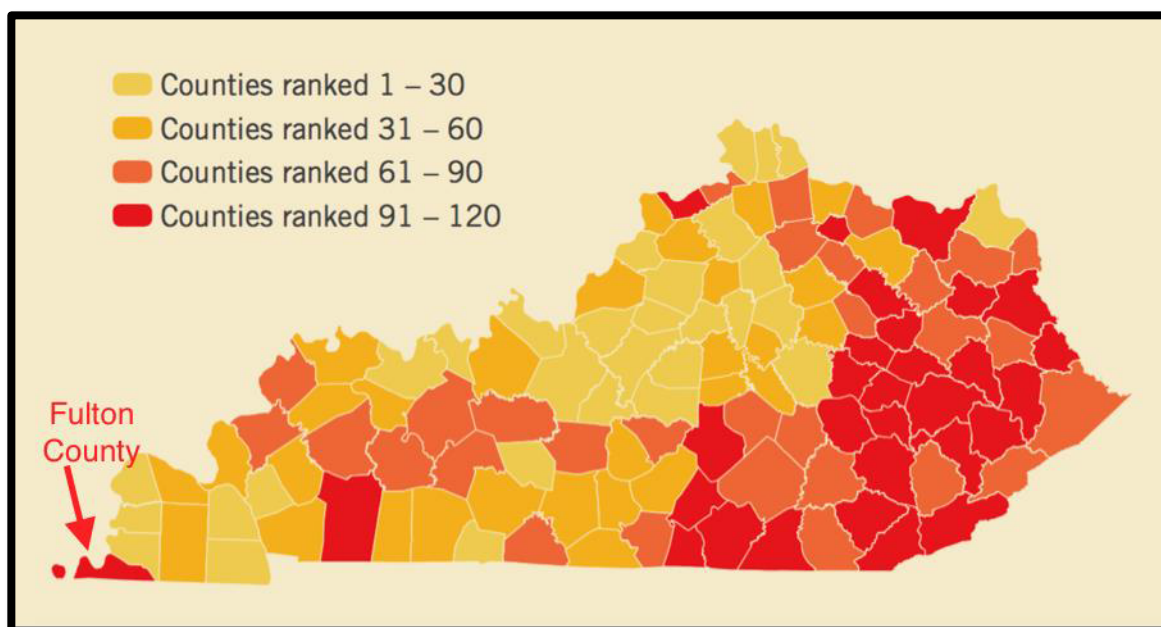 Counties ranked 1 – 30
Counties ranked 31 – 60
Counties ranked 61 – 90
Counties ranked 91 – 120
Fulton
County